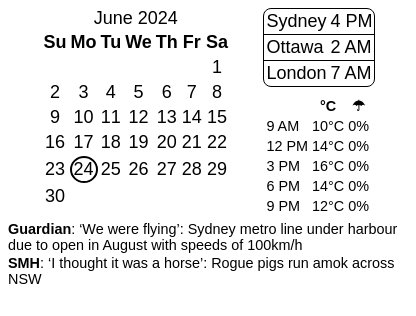 June 2024
Su Mo Tu We Th Fr Sa
1
2 3 4 5 6 7 8
9 10 11 12 13 14 15
16 17 18 19 20 21 22
23 24 25 26 27 28 29
30
Sydney 4 PM
Ottawa 2 AM
London 7 AM
°C ☂
9 AM 10°C 0%
12 PM 14°C 0%
3 PM 16°C 0%
6 PM 14°C 0%
9 PM 12°C 0%
Guardian: ‘We were flying’: Sydney metro line under harbour
due to open in August with speeds of 100km/h
SMH: ‘I thought it was a horse’: Rogue pigs run amok across
NSW